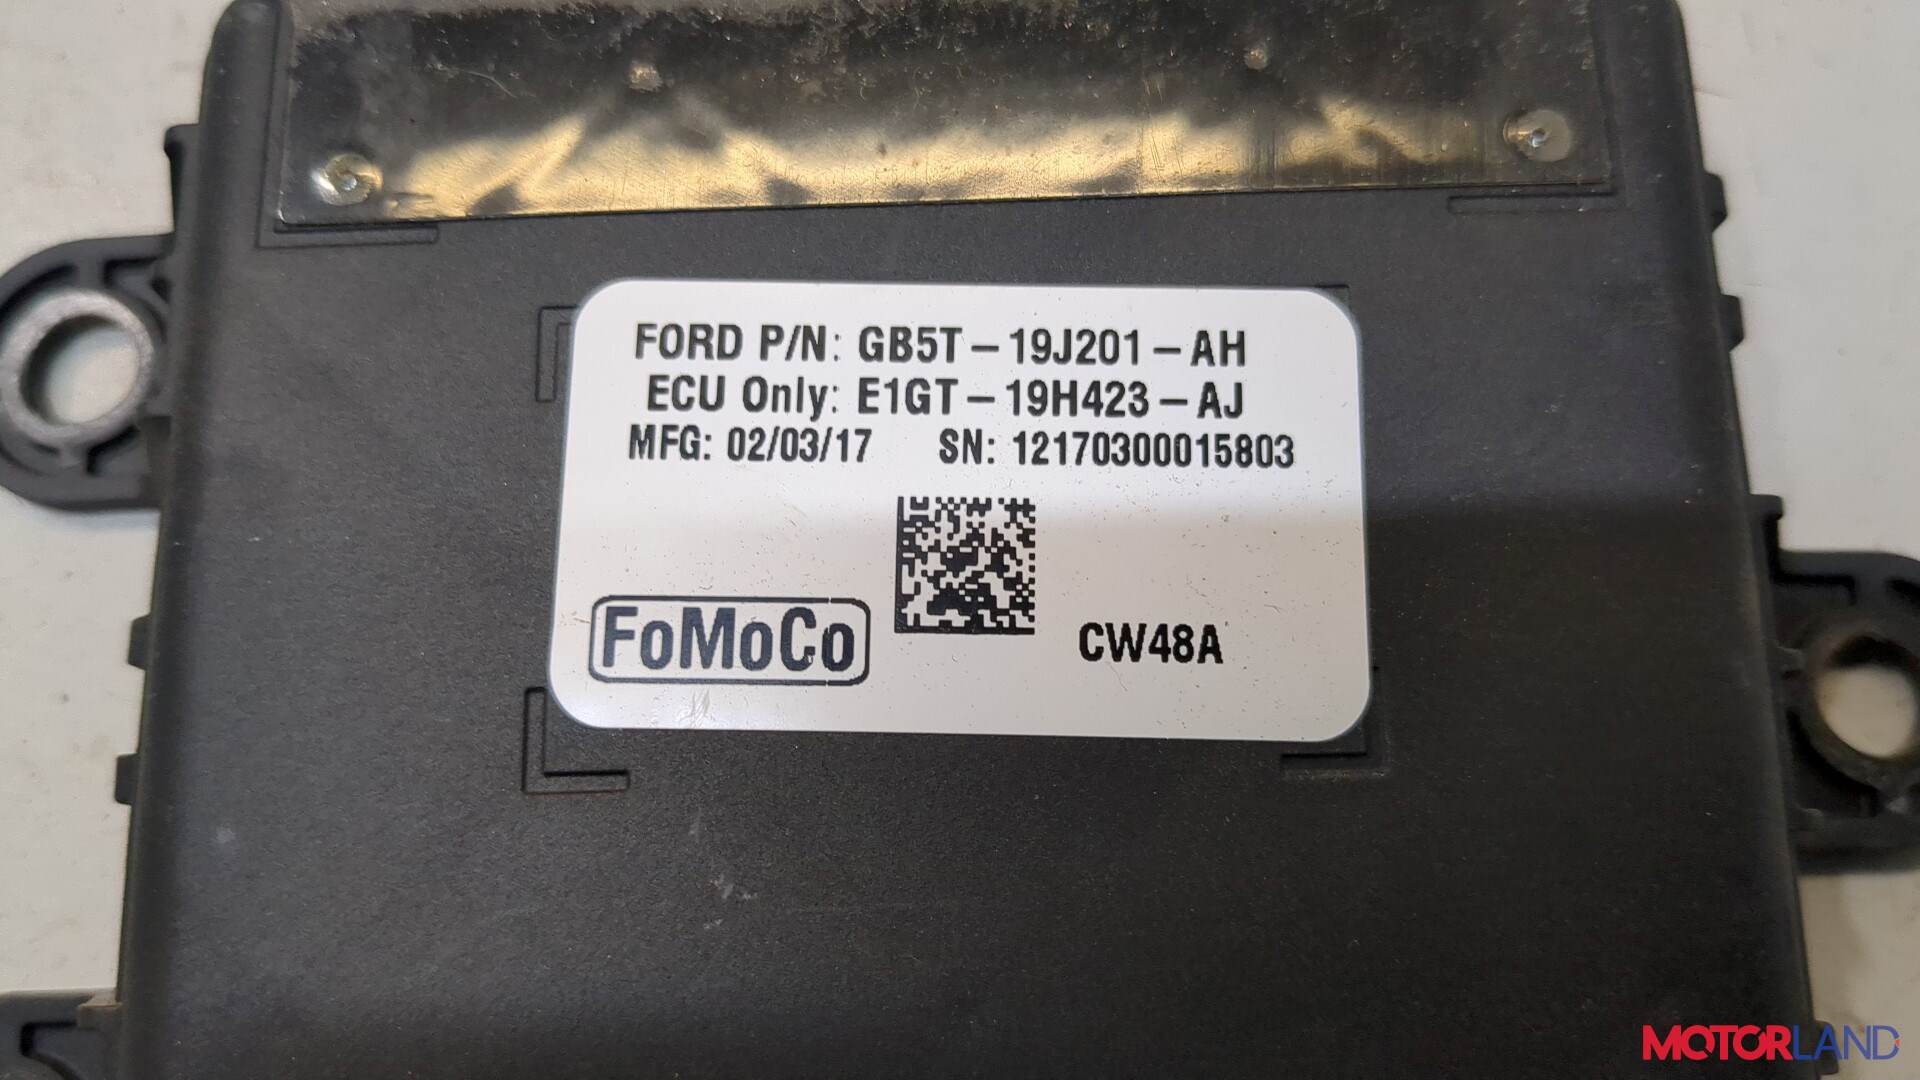 FORD P/N: GB5T-19J201-AH
ECU Only: E1GT-19H423-AJ
MFG: 02/03/17 SN: 12170300015803
FoMoCo
CW48A
MOTORLAND